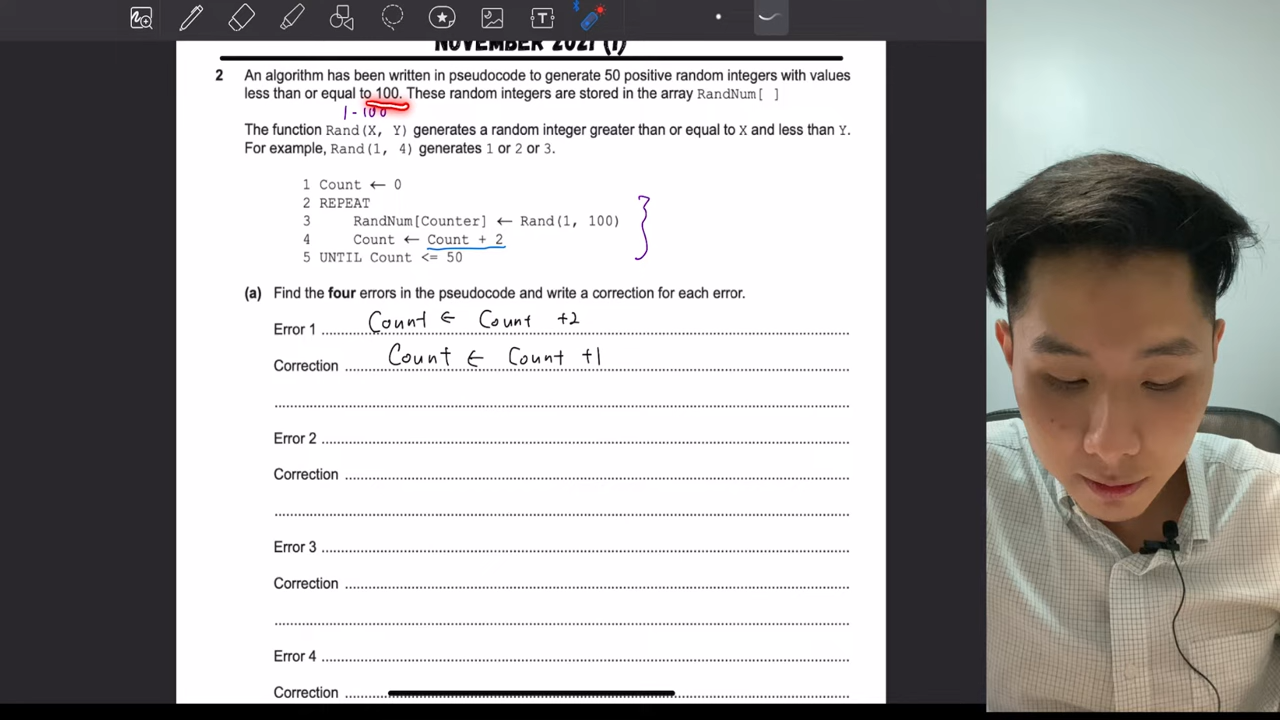 NOVEMBER 2021 (1)
2 An algorithm has been written in pseudocode to generate 50 positive random integers with values
less than or equal to 100. These random integers are stored in the array RandNum[ ]
1 - 100
The function Rand(X, Y) generates a random integer greater than or equal to X and less than Y.
For example, Rand(1, 4) generates 1 or 2 or 3.
1 Count ← 0
2 REPEAT
3 RandNum[Counter] ← Rand(1, 100)
4 Count ← Count + 2
5 UNTIL Count <= 50
(a) Find the four errors in the pseudocode and write a correction for each error.
Error 1 Count ← Count +2
Correction Count ← Count +1
Error 2
Correction
Error 3
Correction
Error 4
Correction